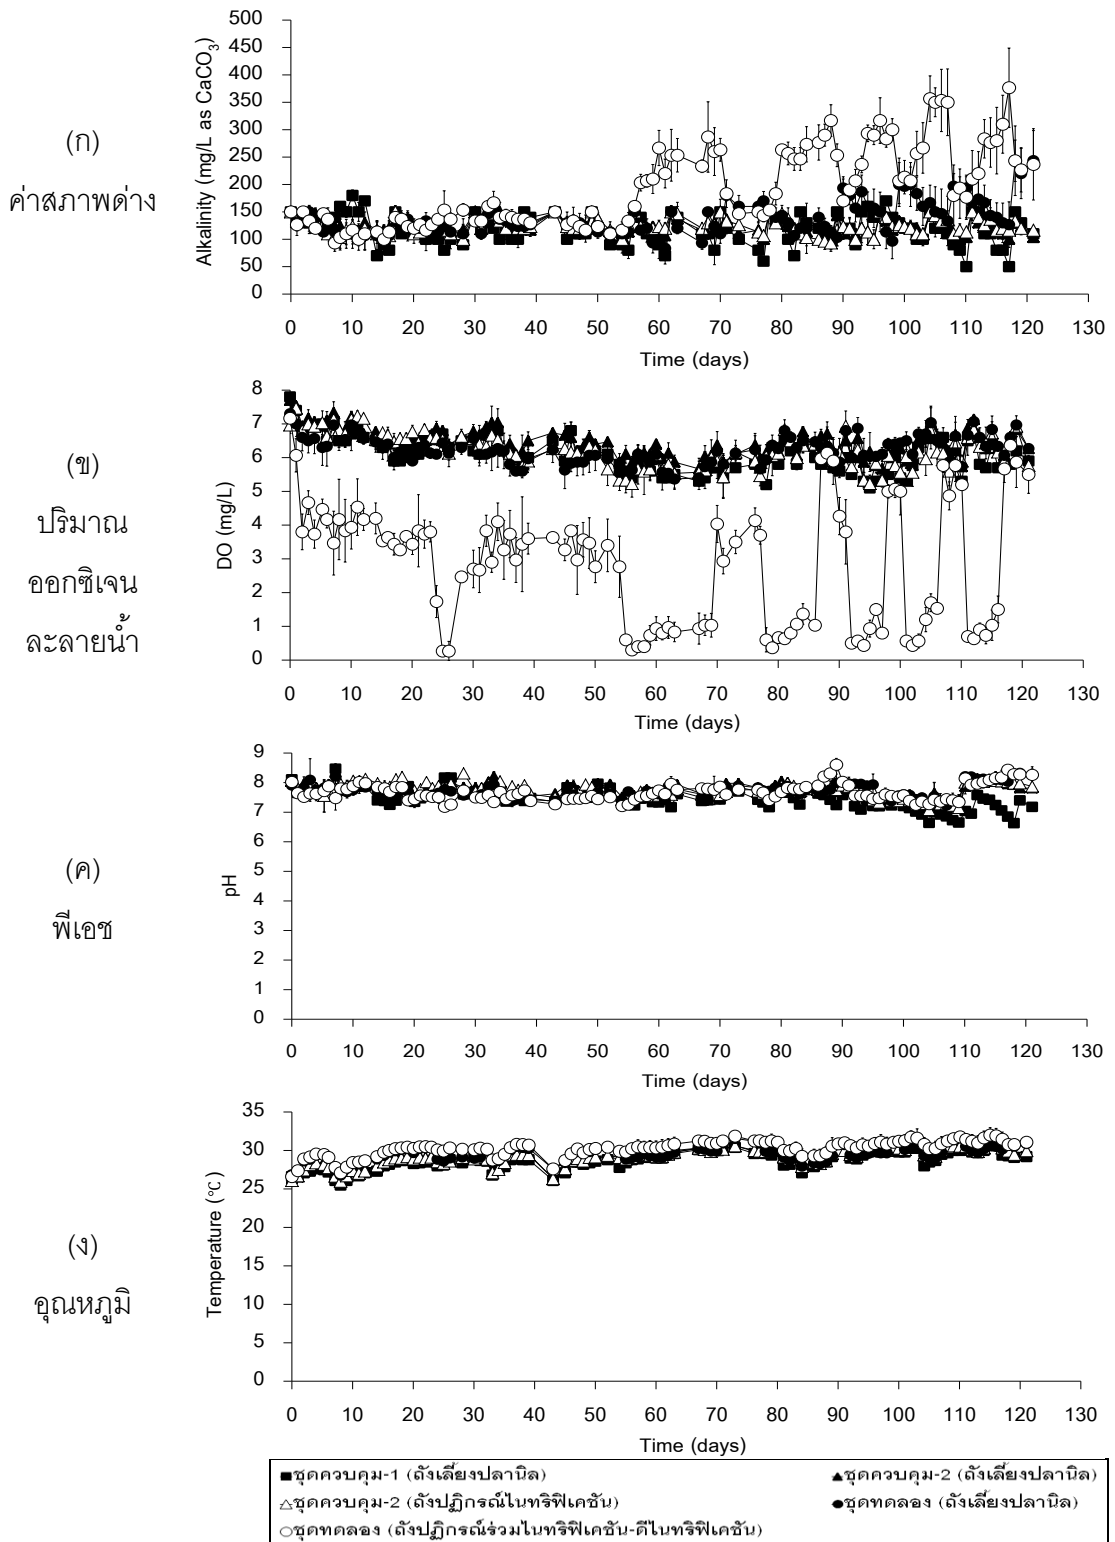 (ก)
ค่าสภาพด่าง
Alkalinity (mg/L as CaCO₃)
500
450
400
350
300
250
200
150
100
50
0
0 10 20 30 40 50 60 70 80 90 100 110 120 130
Time (days)
(ข)
ปริมาณ
ออกซิเจน
ละลายน้ำ
DO (mg/L)
8
7
6
5
4
3
2
1
0
0 10 20 30 40 50 60 70 80 90 100 110 120 130
Time (days)
(ค)
พีเอช
pH
9
8
7
6
5
4
3
2
1
0
0 10 20 30 40 50 60 70 80 90 100 110 120 130
Time (days)
(ง)
อุณหภูมิ
Temperature (°C)
35
30
25
20
15
10
5
0
0 10 20 30 40 50 60 70 80 90 100 110 120 130
Time (days)
ชุดควบคุม-1 (ถังเลี้ยงปลานิล)
ชุดควบคุม-2 (ถังเลี้ยงปลานิล)
ชุดควบคุม-2 (ถังปฏิกรณ์ไนทริฟิเคชัน)
ชุดทดลอง (ถังเลี้ยงปลานิล)
ชุดทดลอง (ถังปฏิกรณ์ร่วมไนทริฟิเคชัน-ดีไนทริฟิเคชัน)